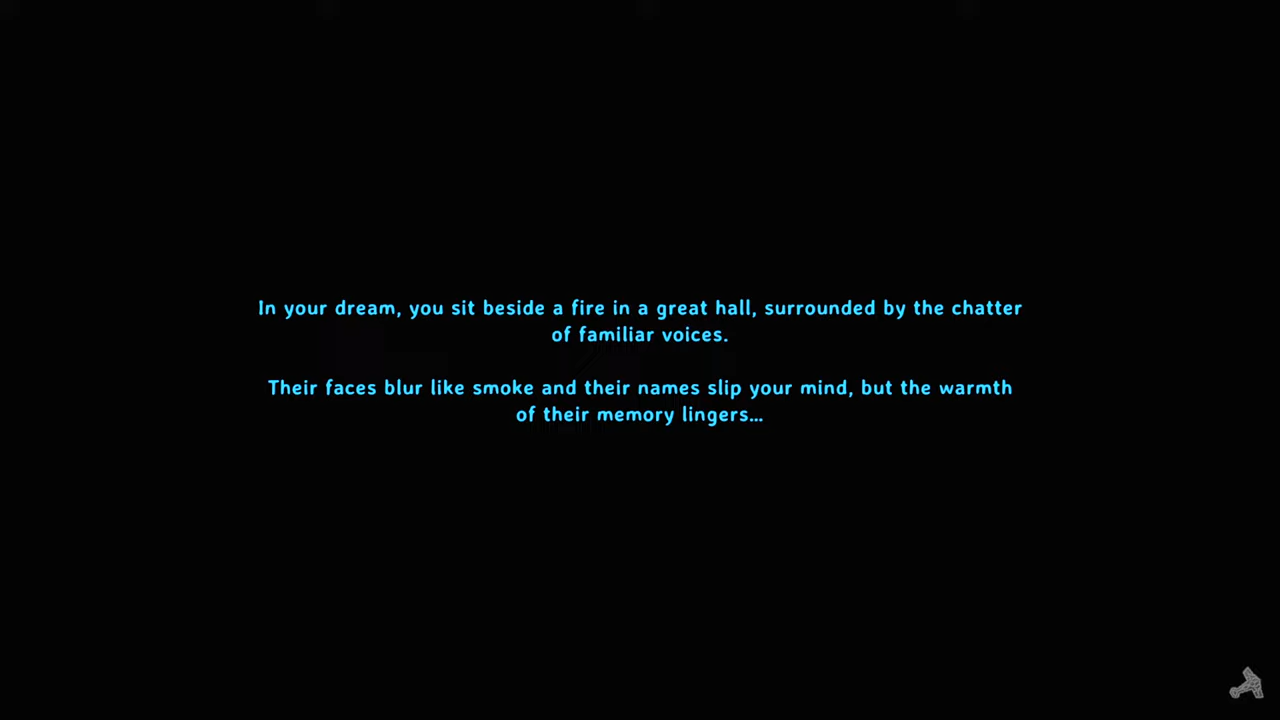 In your dream, you sit beside a fire in a great hall, surrounded by the chatter
of familiar voices.
Their faces blur like smoke and their names slip your mind, but the warmth
of their memory lingers...